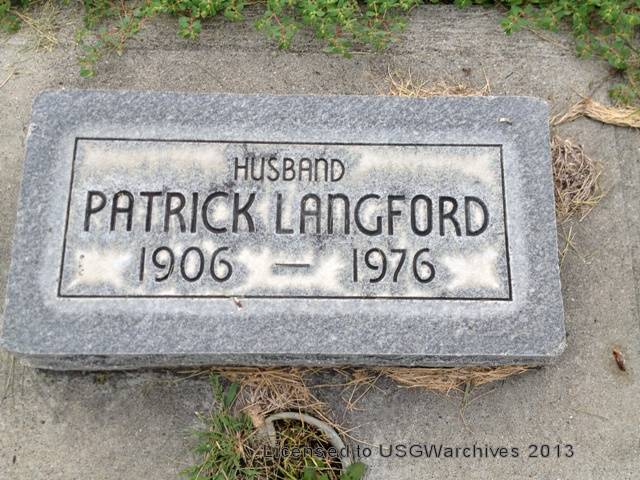 HUSBAND
PATRICK LANGFORD
1906 — 1976
Licensed to USGWarchives 2013